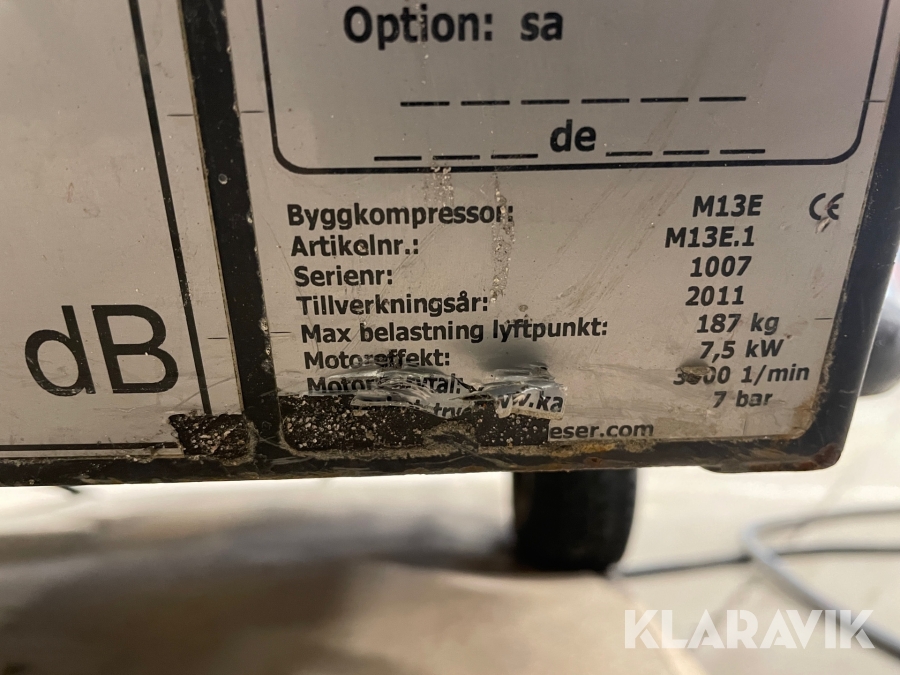 Option: sa
_ _ _ _ _ _
_ _ _ de _ _ _
Byggkompressor: M13E CE
Artikelnr.: M13E.1
Serienr: 1007
Tillverkningsår: 2011
Max belastning lyftpunkt: 187 kg
Motoreffekt: 7,5 kW
1/min
7 bar
eser.com
dB
KLARAVIK